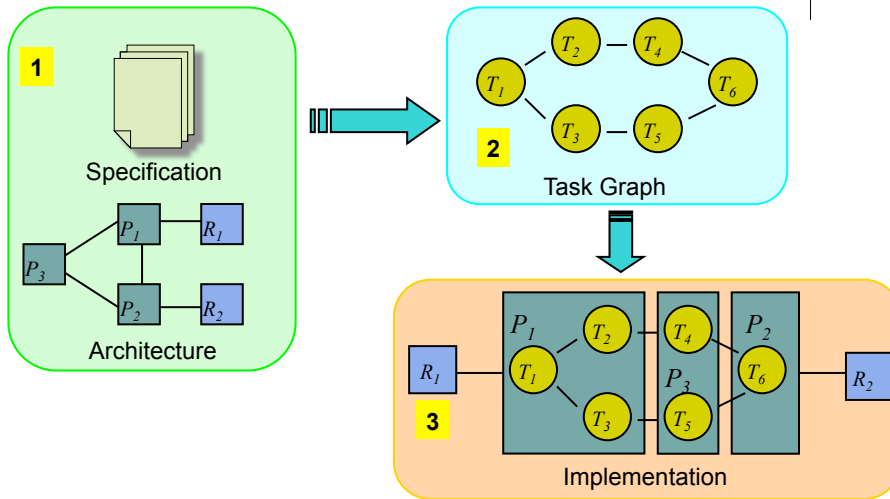 1
Specification
P1
R1
P3
P2
R2
Architecture
T2
T4
T1
T6
T3
T5
2
Task Graph
P1
T2
T4
P2
R1
T1
P3
T6
R2
T3
T5
3
Implementation